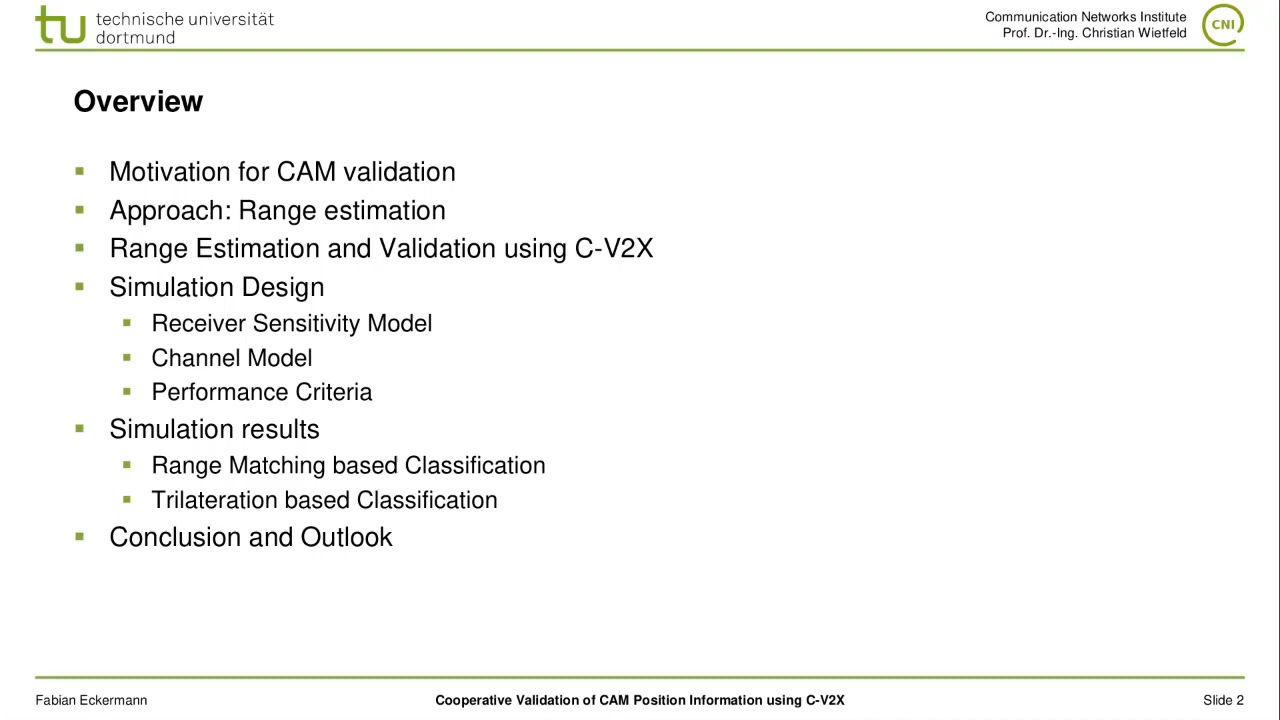 technische universität
dortmund
Communication Networks Institute
Prof. Dr.-Ing. Christian Wietfeld
CNI
Overview
Motivation for CAM validation
Approach: Range estimation
Range Estimation and Validation using C-V2X
Simulation Design
Receiver Sensitivity Model
Channel Model
Performance Criteria
Simulation results
Range Matching based Classification
Trilateration based Classification
Conclusion and Outlook
Fabian Eckermann
Cooperative Validation of CAM Position Information using C-V2X
Slide 2